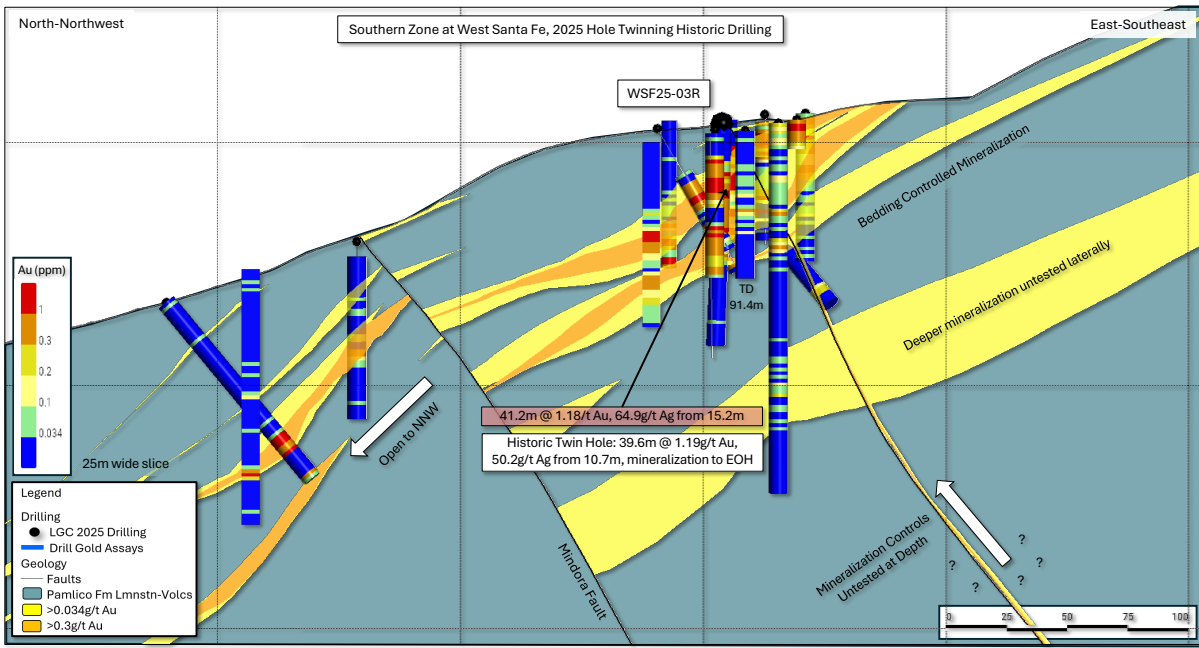 North-Northwest
Southern Zone at West Santa Fe, 2025 Hole Twinning Historic Drilling
East-Southeast
WSF25-03R
Bedding Controlled Mineralization
Deeper mineralization untested laterally
TD
91.4m
Au (ppm)
1
0.3
0.2
0.1
0.034
25m wide slice
Open to NNW
41.2m @ 1.18/t Au, 64.9g/t Ag from 15.2m
Historic Twin Hole: 39.6m @ 1.19g/t Au,
50.2g/t Ag from 10.7m, mineralization to EOH
Legend
Drilling
LGC 2025 Drilling
Drill Gold Assays
Geology
Faults
Pamlico Fm Lmnstn-Volcs
>0.034g/t Au
>0.3g/t Au
Mindora Fault
Mineralization Controls
Untested at Depth
? ? ? ? ?
0 25 50 75 100